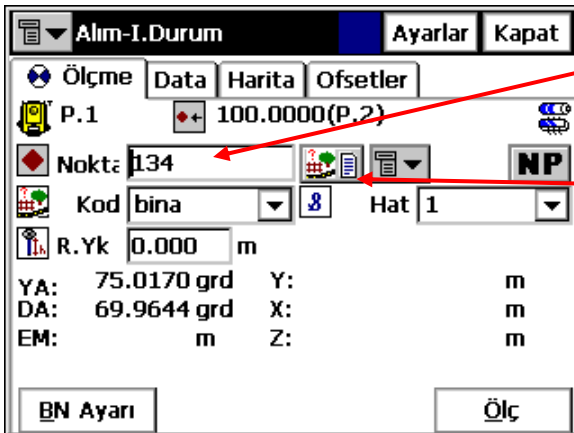 Alım-I.Durum Ayarlar Kapat
Ölçme Data Harita Ofsetler
P.1 100.0000(P.2)
Nokta 134 NP
Kod bina 8 Hat 1
R.Yk 0.000 m
YA: 75.0170 grd Y: m
DA: 69.9644 grd X: m
EM: m Z: m
BN Ayarı Ölç